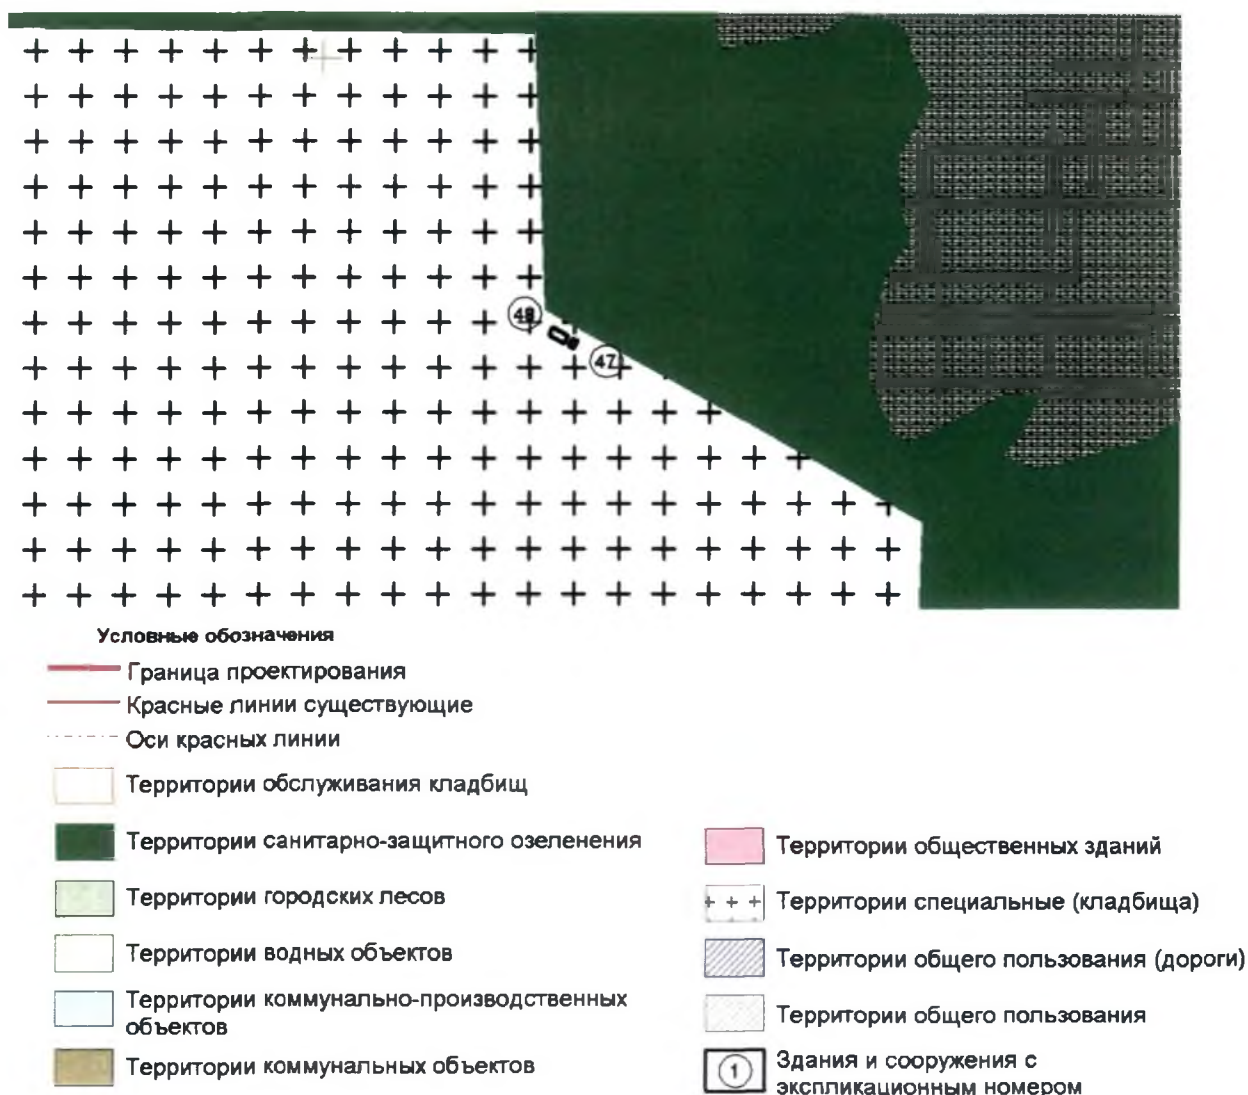 48
47
Условные обозначения
Граница проектирования
Красные линии существующие
Оси красных линии
Территории обслуживания кладбищ
Территории санитарно-защитного озеленения
Территории городских лесов
Территории водных объектов
Территории коммунально-производственных
объектов
Территории коммунальных объектов
Территории общественных зданий
Территории специальные (кладбища)
Территории общего пользования (дороги)
Территории общего пользования
1
Здания и сооружения с
экспликационным номером